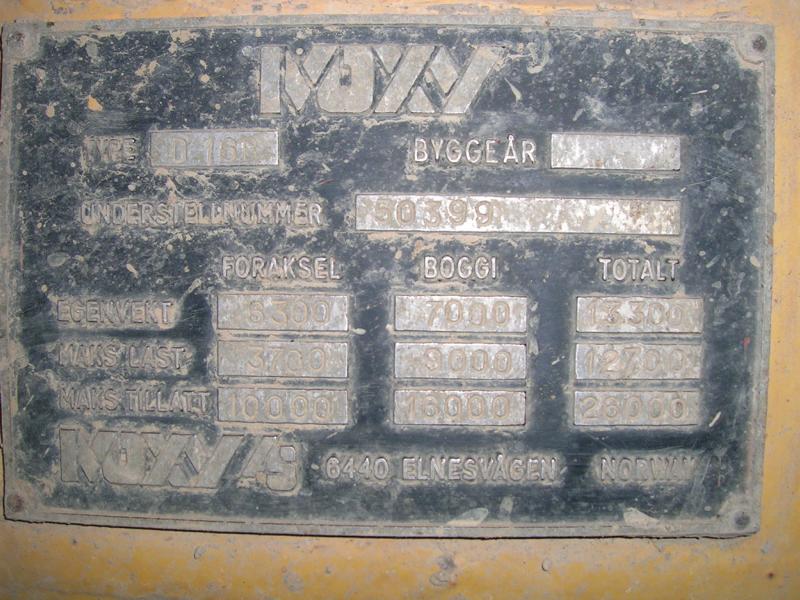 MOXY
TYPE D 16B BYGGEÅR
UNDERSTELLNUMMER 50399
FORAKSEL BOGGI TOTALT
EGENVEKT 6300 7000 13300
MAKS LAST 3700 9000 12700
MAKS TILLATT 10000 16000 26000
MOXY AS 6440 ELNESVÅGEN NORWAY